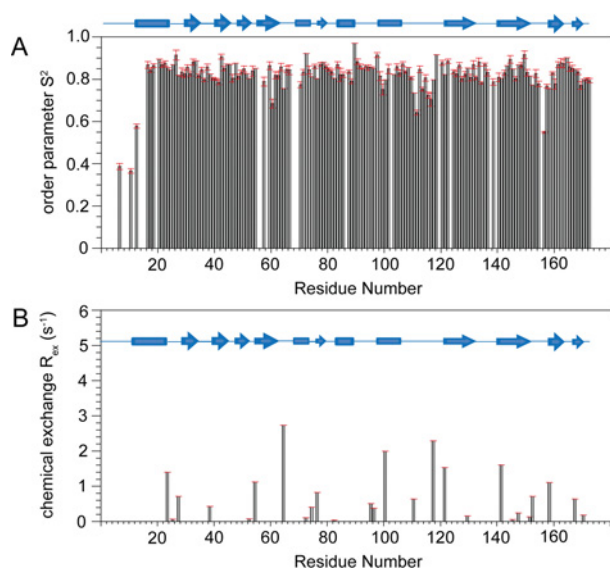 A
order parameter S²
1.0
0.8
0.6
0.4
0.2
0
20 40 60 80 100 120 140 160
Residue Number
B
chemical exchange Rex (s⁻¹)
6
5
4
3
2
1
0
20 40 60 80 100 120 140 160
Residue Number